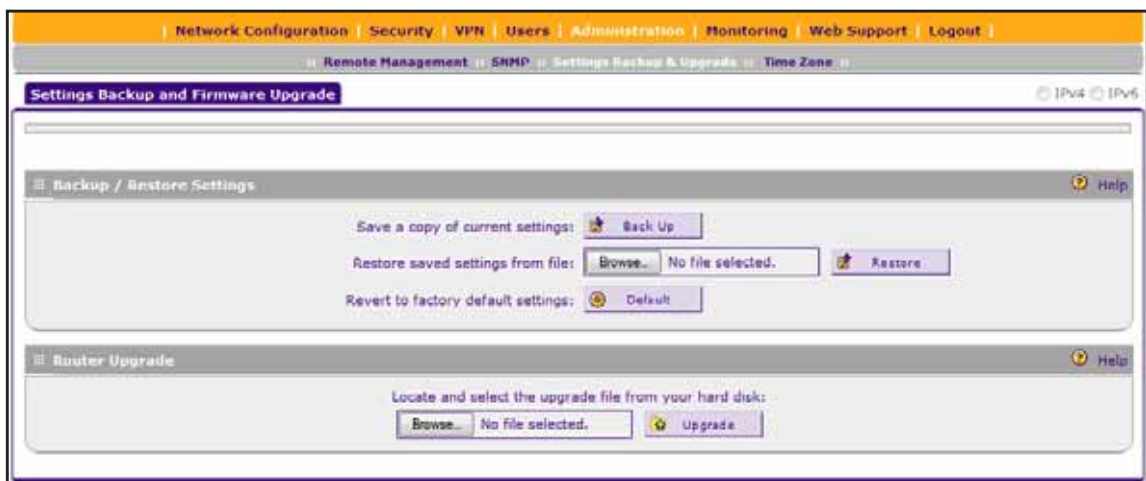 | Network Configuration | Security | VPN | Users | Administration | Monitoring | Web Support | Logout |
Remote Management SNMP Settings Backup & Upgrade Time Zone
Settings Backup and Firmware Upgrade IPv4 IPv6
Backup / Restore Settings Help
Save a copy of current settings: Back Up
Restore saved settings from file: Browse... No file selected. Restore
Revert to factory default settings: Default
Router Upgrade Help
Locate and select the upgrade file from your hard disk:
Browse... No file selected. Upgrade